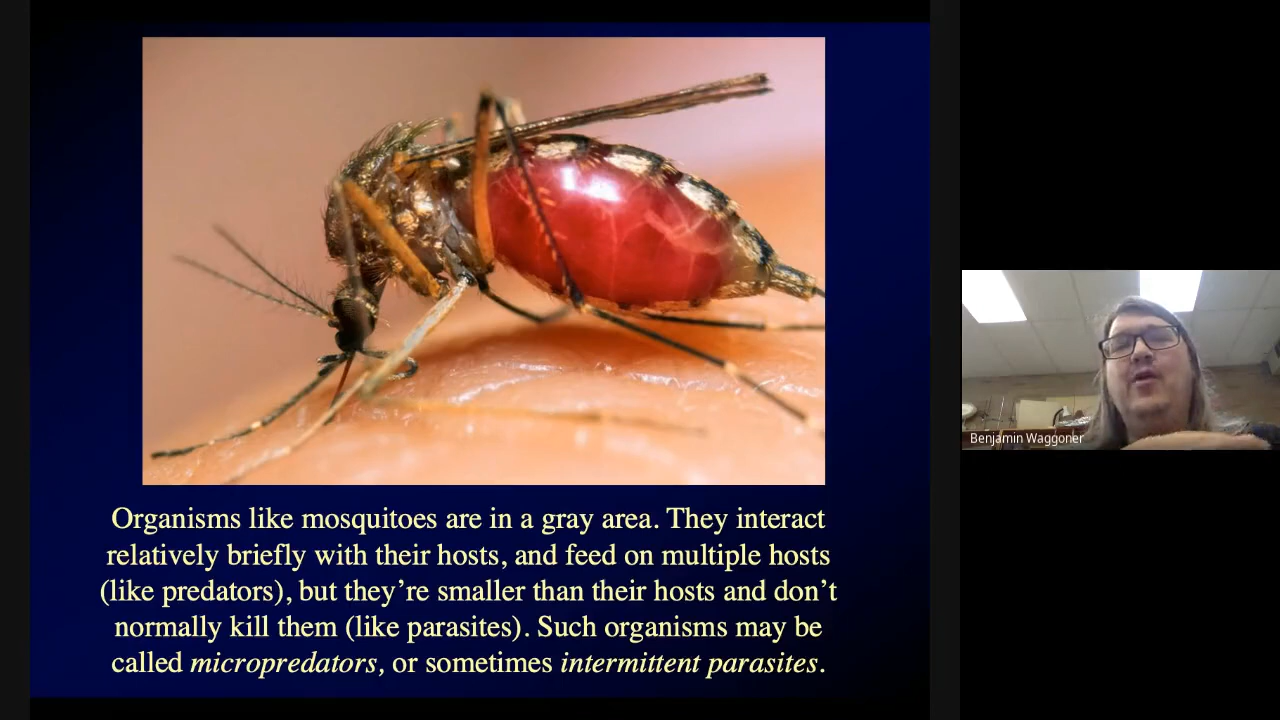 Organisms like mosquitoes are in a gray area. They interact
relatively briefly with their hosts, and feed on multiple hosts
(like predators), but they’re smaller than their hosts and don’t
normally kill them (like parasites). Such organisms may be
called micropredators, or sometimes intermittent parasites.
Benjamin Waggoner